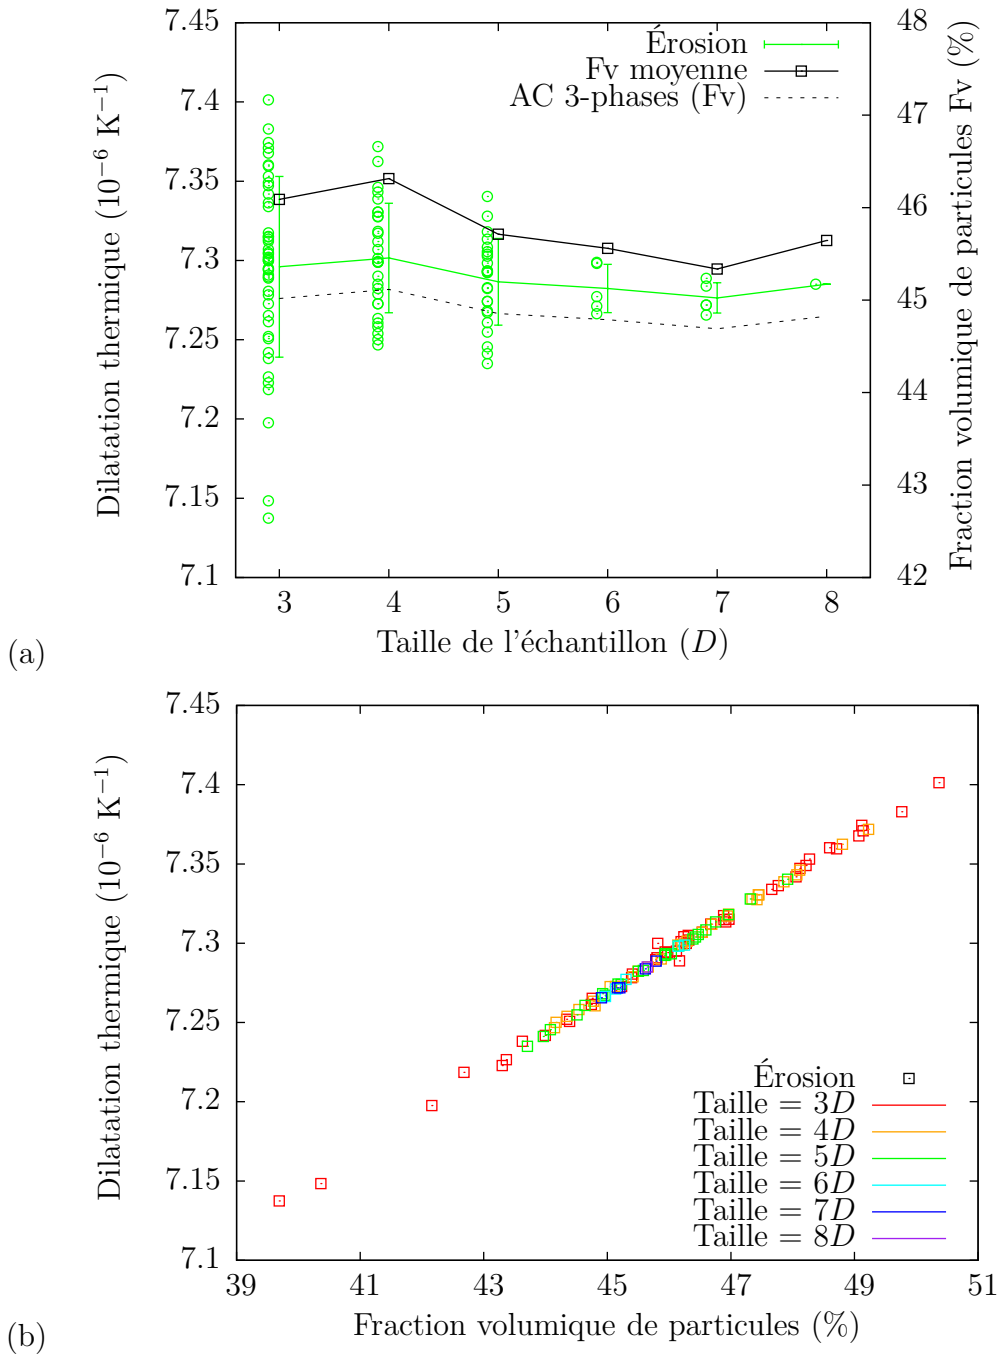 7.45
7.4
7.35
7.3
7.25
7.2
7.15
7.1
Dilatation thermique (10⁻⁶ K⁻¹)
48
47
46
45
44
43
42
Fraction volumique de particules Fv (%)
Érosion
Fv moyenne
AC 3-phases (Fv)
3 4 5 6 7 8
Taille de l'échantillon (D)
(a)
7.45
7.4
7.35
7.3
7.25
7.2
7.15
7.1
Dilatation thermique (10⁻⁶ K⁻¹)
Érosion
Taille = 3D
Taille = 4D
Taille = 5D
Taille = 6D
Taille = 7D
Taille = 8D
39 41 43 45 47 49 51
Fraction volumique de particules (%)
(b)